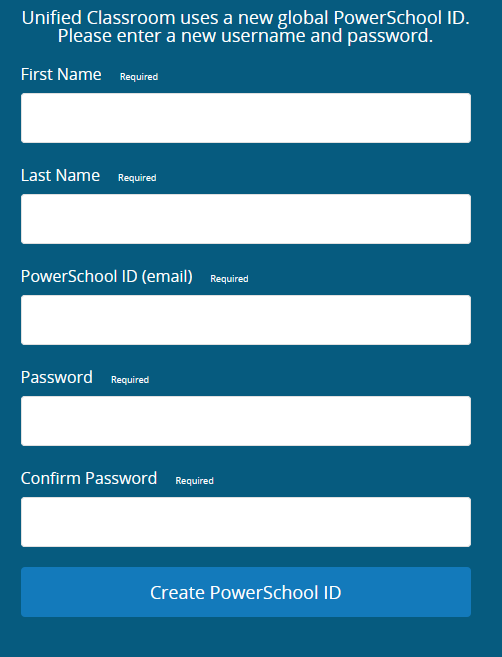 Unified Classroom uses a new global PowerSchool ID.
Please enter a new username and password.
First Name Required
Last Name Required
PowerSchool ID (email) Required
Password Required
Confirm Password Required
Create PowerSchool ID